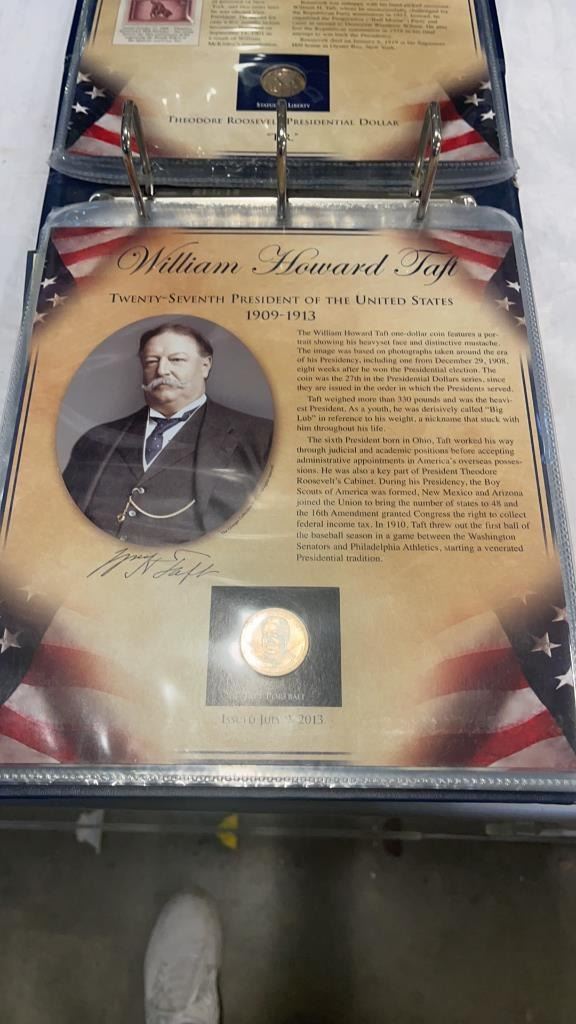 STATUE LIBERTY
THEODORE ROOSEVELT PRESIDENTIAL DOLLAR
William Howard Taft
TWENTY-SEVENTH PRESIDENT OF THE UNITED STATES
1909-1913
The William Howard Taft one-dollar coin features a por-
trait showing his heavyset face and distinctive mustache.
The image was based on photographs taken around the era
of his Presidency, including one from December 29, 1908,
eight weeks after he won the Presidential election. The
coin was the 27th in the Presidential Dollars series, since
they are issued in the order in which the Presidents served.
Taft weighed more than 330 pounds and was the heavi-
est President. As a youth, he was derisively called "Big
Lub" in reference to his weight, a nickname that stuck with
him throughout his life.
The sixth President born in Ohio, Taft worked his way
through judicial and academic positions before accepting
administrative appointments in America's overseas posses-
sions. He was also a key part of President Theodore
Roosevelt's Cabinet. During his Presidency, the Boy
Scouts of America was formed, New Mexico and Arizona
joined the Union to bring the number of states to 48 and
the 16th Amendment granted Congress the right to collect
federal income tax. In 1910, Taft threw out the first ball of
the baseball season in a game between the Washington
Senators and Philadelphia Athletics, starting a venerated
Presidential tradition.
Wm H Taft
PORTRAIT
ISSUED JULY 2013